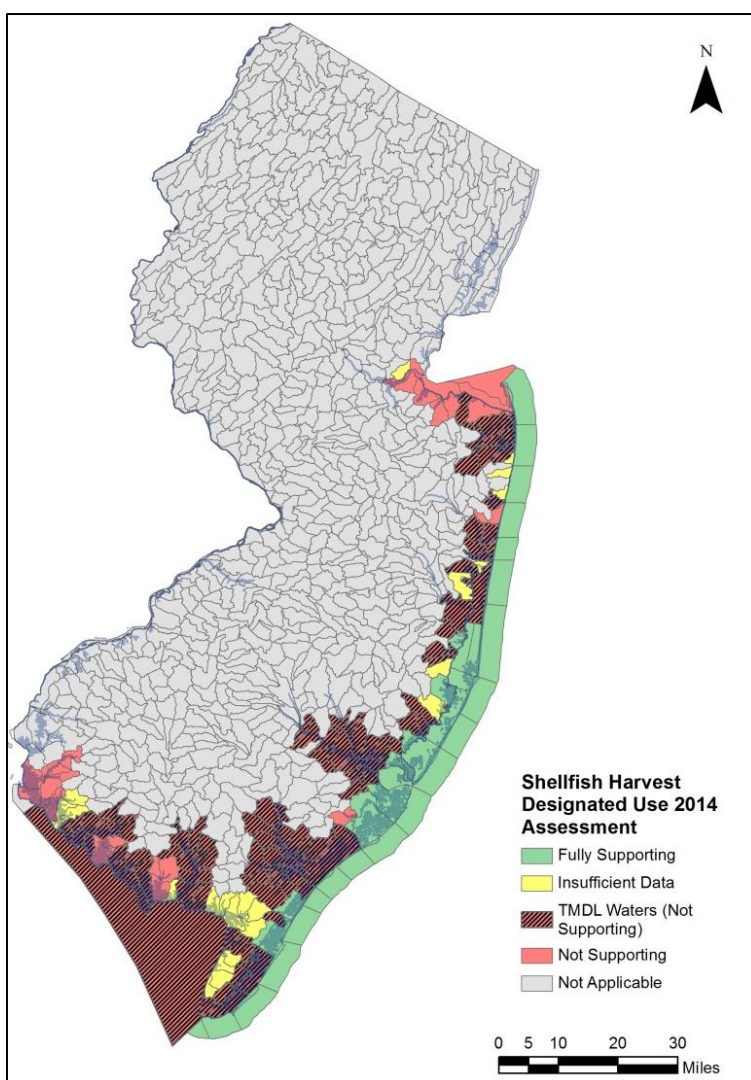 N
Shellfish Harvest
Designated Use 2014
Assessment
Fully Supporting
Insufficient Data
TMDL Waters (Not
Supporting)
Not Supporting
Not Applicable
0 5 10 20 30
Miles